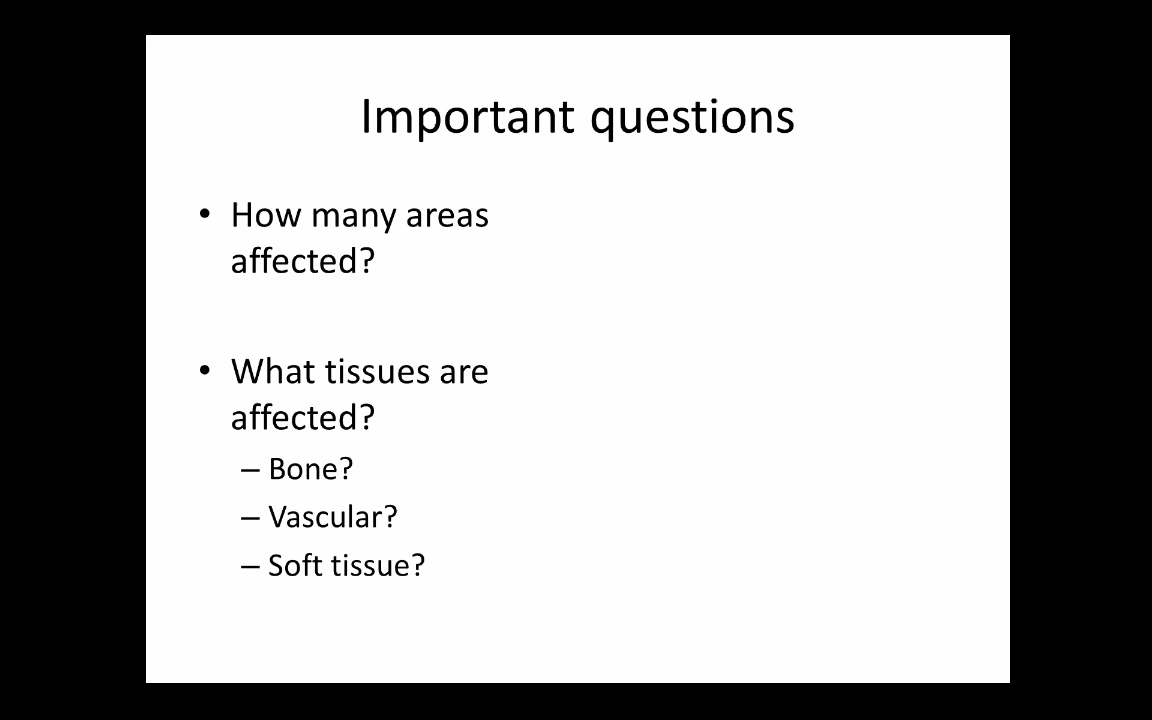 Important questions
• How many areas
affected?
• What tissues are
affected?
– Bone?
– Vascular?
– Soft tissue?